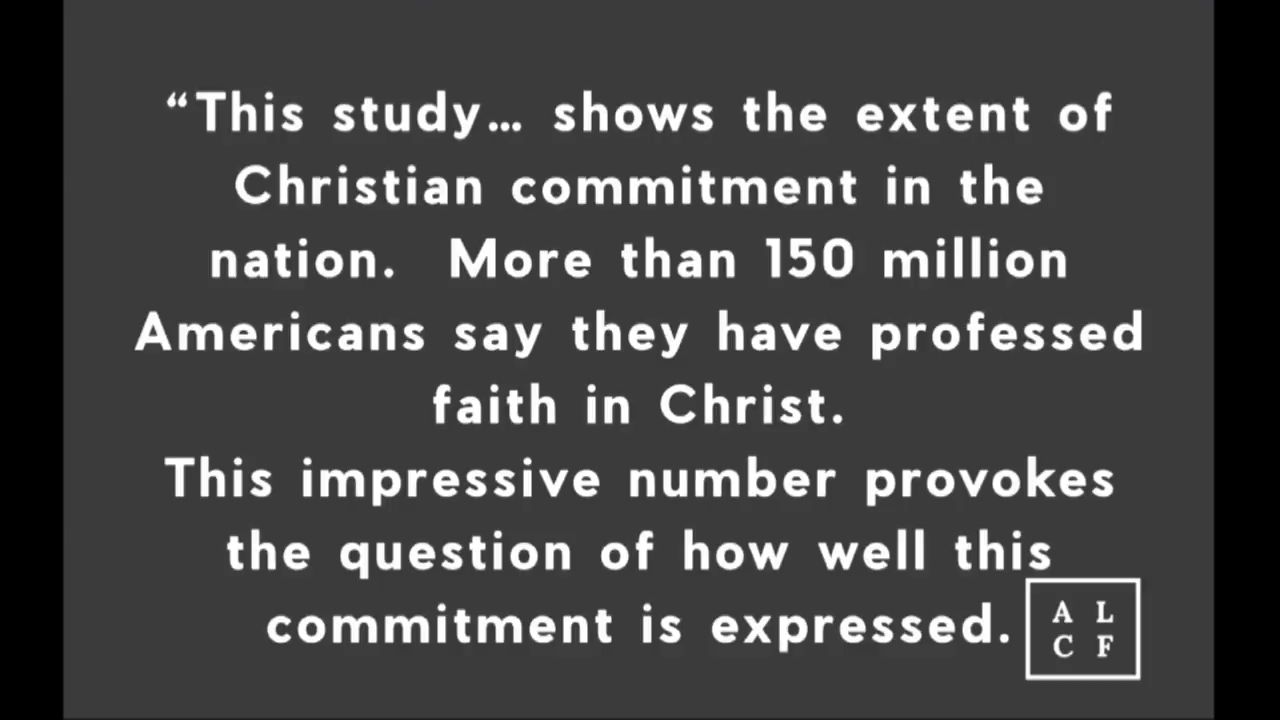 “This study... shows the extent of
Christian commitment in the
nation.  More than 150 million
Americans say they have professed
faith in Christ.
This impressive number provokes
the question of how well this
commitment is expressed.
A L
C F